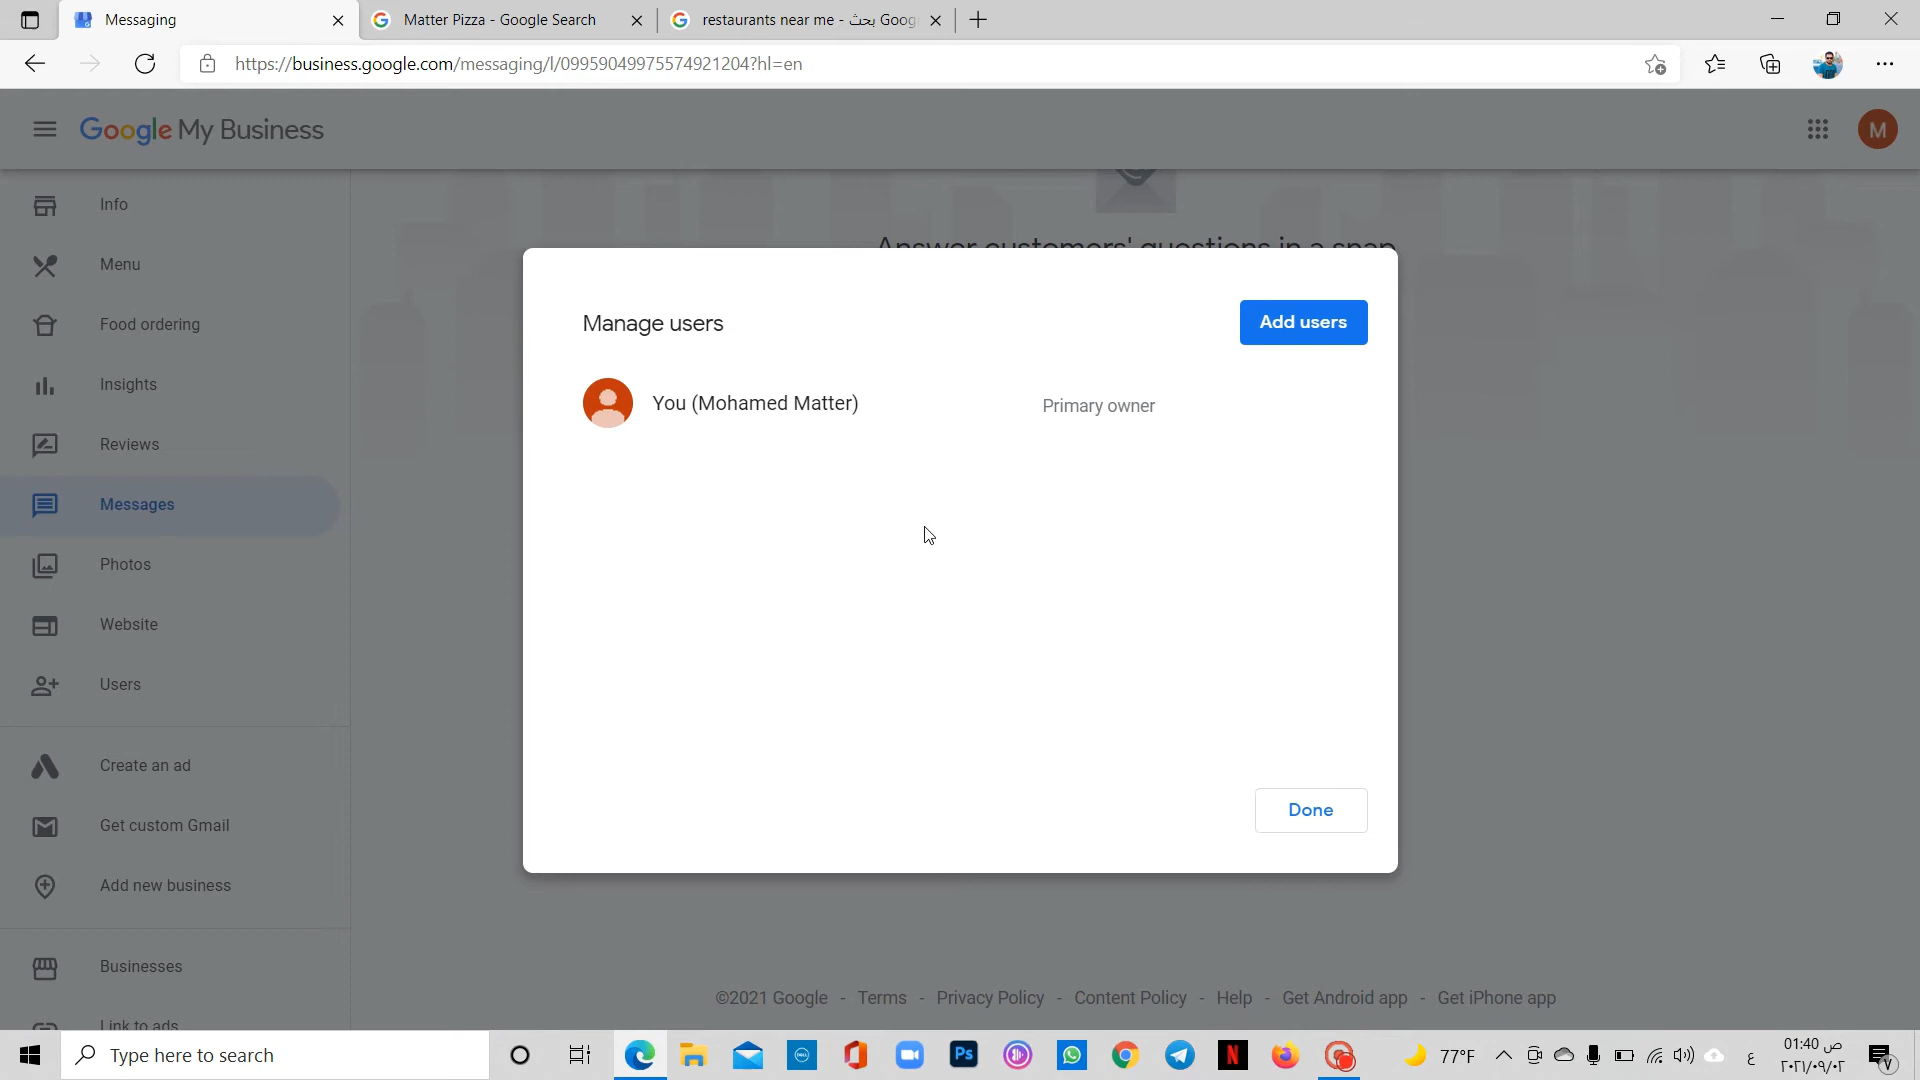 Messaging
Matter Pizza - Google Search
restaurants near me - بحث Goog
https://business.google.com/messaging/l/09959049975574921204?hl=en
Google My Business
M
Info
Menu
Food ordering
Insights
Reviews
Messages
Photos
Website
Users
Create an ad
Get custom Gmail
Add new business
Businesses
Link to ads
Answer customers' questions in a snap
Manage users
Add users
You (Mohamed Matter)
Primary owner
Done
©2021 Google - Terms - Privacy Policy - Content Policy - Help - Get Android app - Get iPhone app
Type here to search
DELL
Ps
N
77°F
ع
01:40 ص
٢٠٢١/٠٩/٠٢
٧